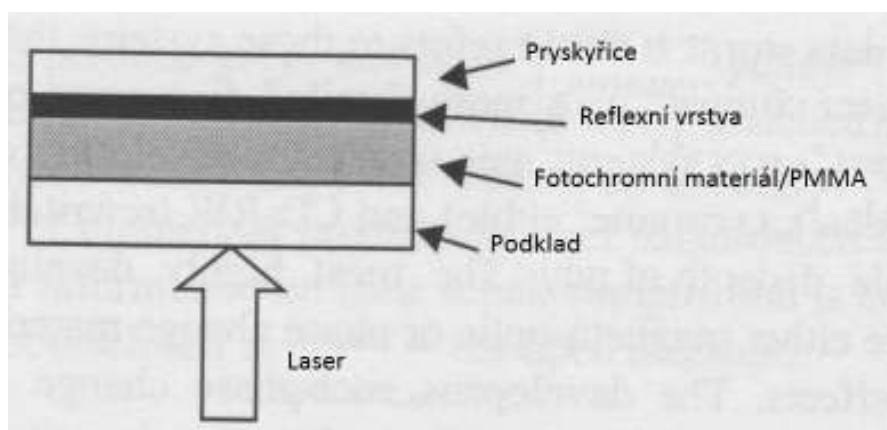 Pryskyřice
Reflexní vrstva
Fotochromní materiál/PMMA
Podklad
Laser